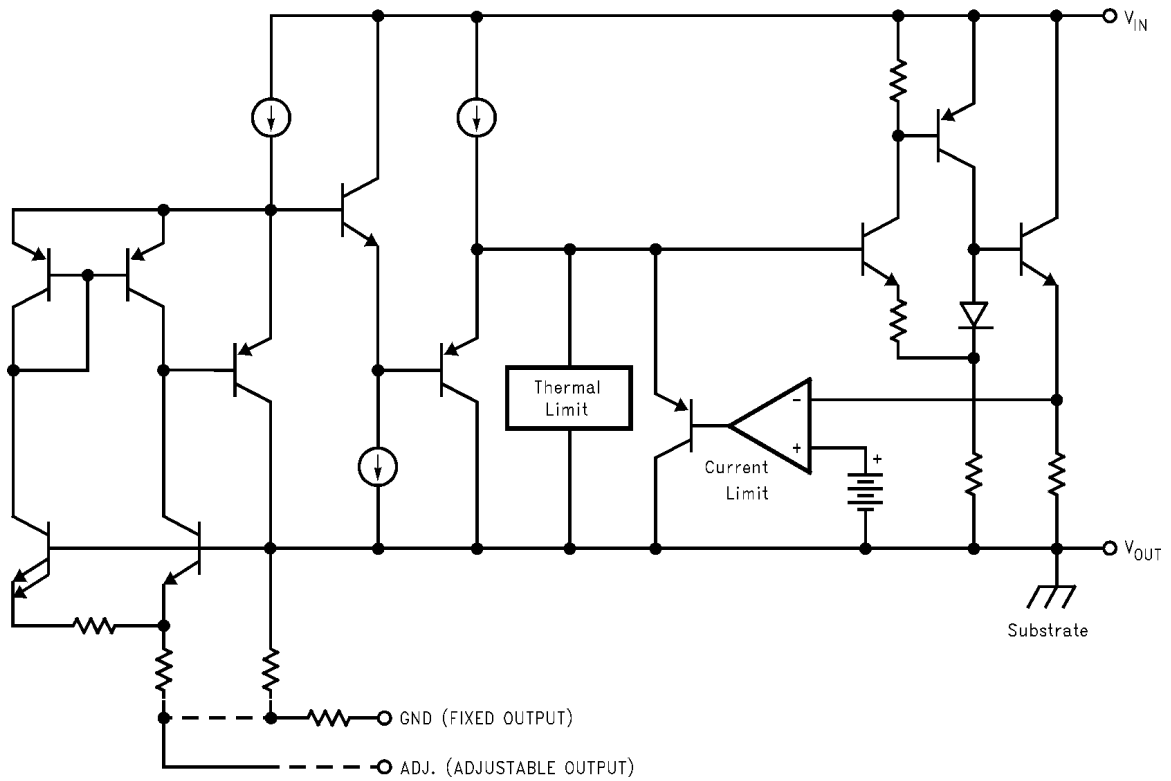 V_IN
Thermal
Limit
-
+
+
Current
Limit
V_OUT
Substrate
GND (FIXED OUTPUT)
ADJ. (ADJUSTABLE OUTPUT)